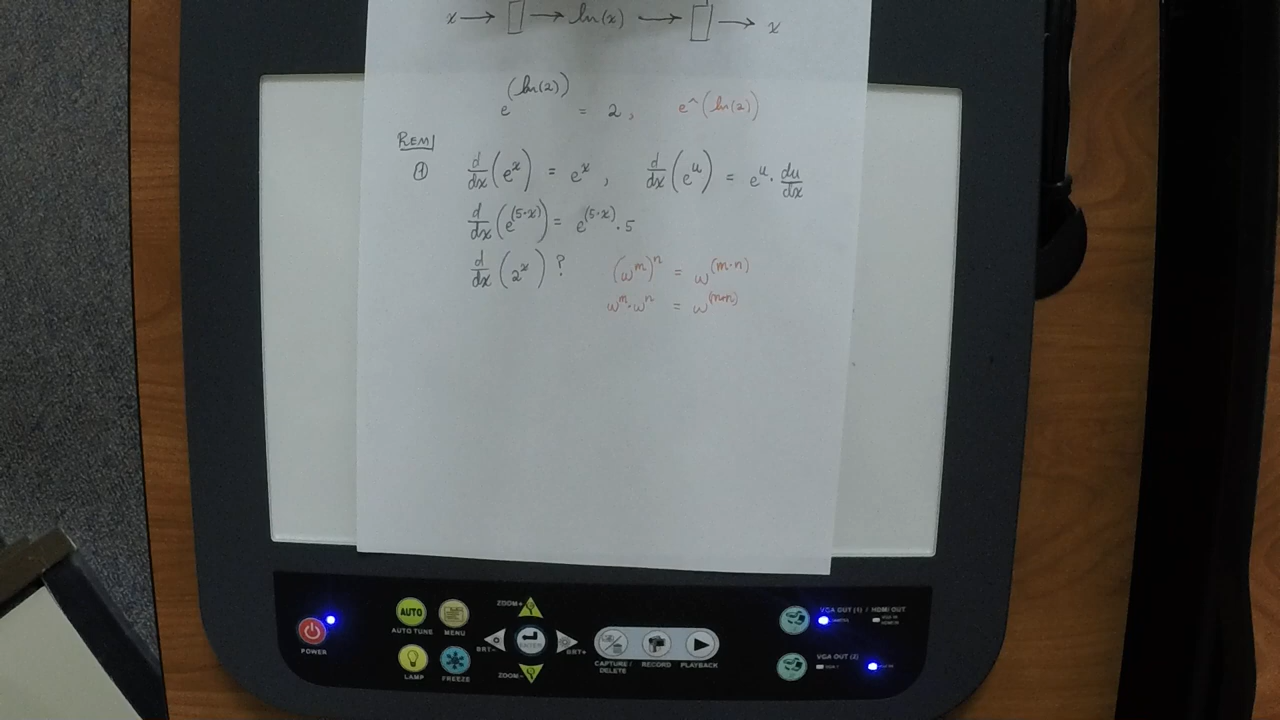 x → ▯ → ln(x) → ▯ → x
e^(ln(2)) = 2, e^(ln(2))
REM
① d/dx(e^x) = e^x, d/dx(e^u) = e^u · du/dx
d/dx(e^(5·x)) = e^(5·x) · 5
d/dx(2^x) ? (ω^m)^n = ω^(m·n)
ω^m · ω^n = ω^(m+n)
ZOOM+
AUTO
AUTO TUNE
MENU
POWER
BRT-
ENTER
BRT+
ZOOM-
LAMP
FREEZE
CAPTURE / DELETE
RECORD
PLAYBACK
VGA OUT (1) / HDMI OUT
VGA OUT (2)